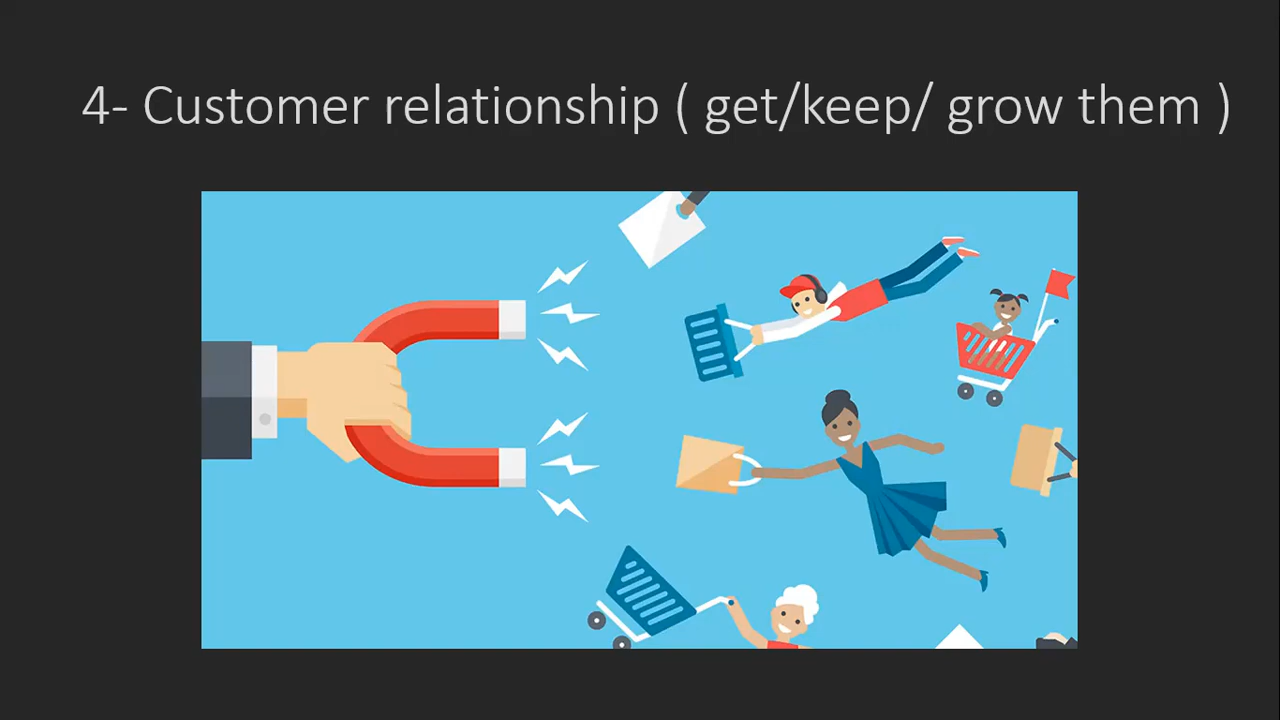 4- Customer relationship ( get/keep/ grow them )